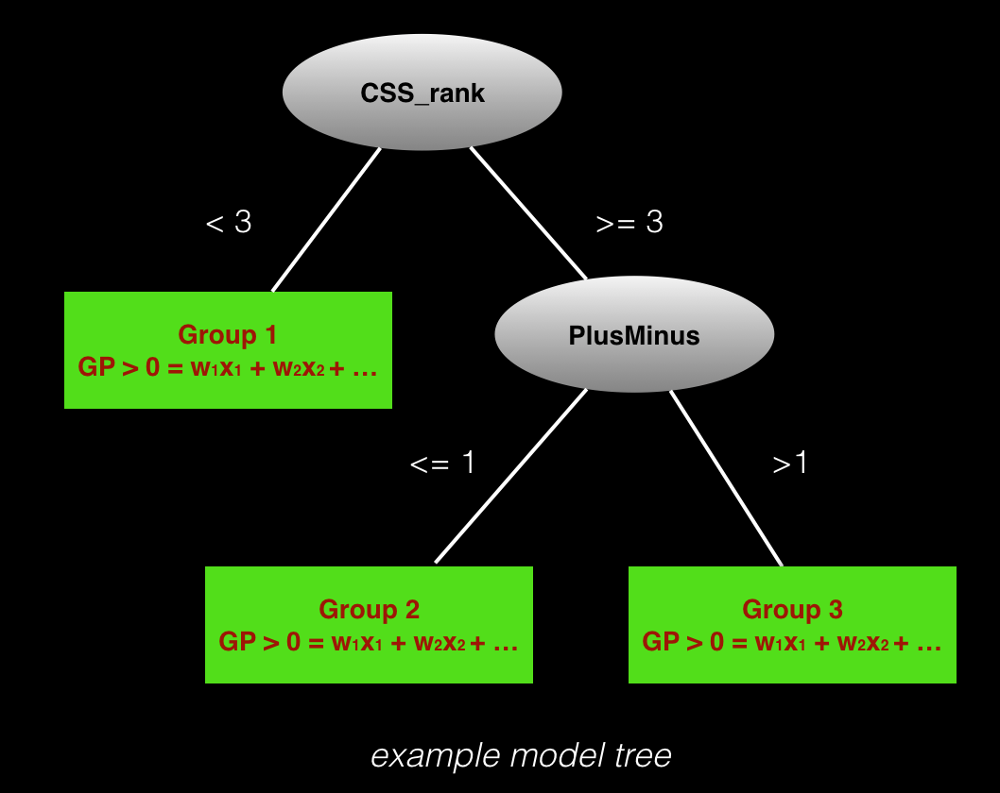 CSS_rank
< 3
>= 3
Group 1
GP > 0 = w₁x₁ + w₂x₂ + …
PlusMinus
<= 1
>1
Group 2
GP > 0 = w₁x₁ + w₂x₂ + …
Group 3
GP > 0 = w₁x₁ + w₂x₂ + …
example model tree